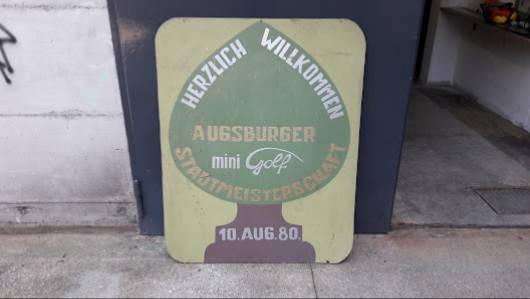 HERZLICH WILLKOMMEN
AUGSBURGER
mini Golf
STADTMEISTERSCHAFT
10. AUG. 80.